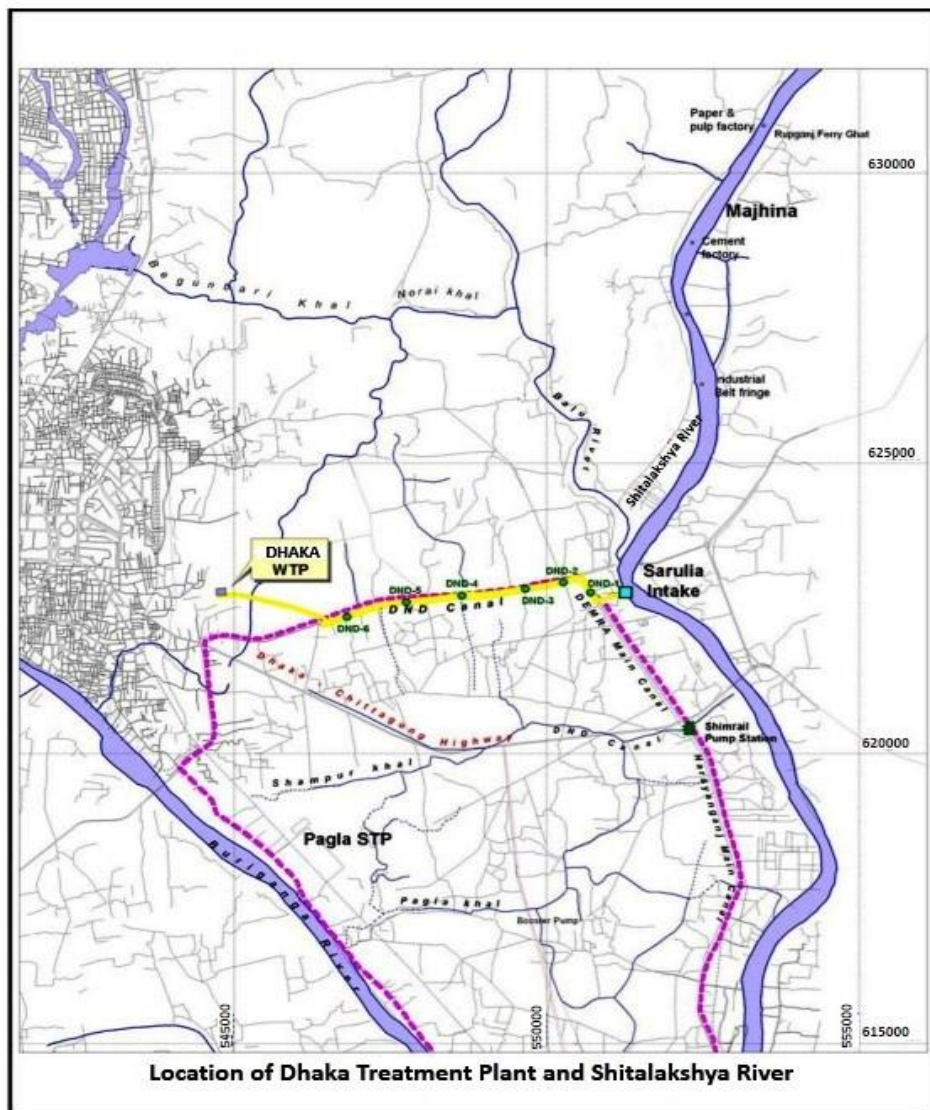 Paper &
pulp factory
Rupganj Ferry Ghat
630000
Majhina
Cement
factory
Begunbari Khal
Norai khal
Industrial
Belt fringe
Balu River
Shitalakshya River
625000
DHAKA
WTP
Sarulia
Intake
DND-1
DND-2
DND-3
DND-4
DND-5
DND-6
DND Canal
DEMRA Main Canal
Dhaka - Chittagong Highway
DND Canal
Shimrail
Pump Station
620000
Shampur khal
Narayanganj Main Canal
Pagla STP
Buriganga River
Pagla khal
Booster Pump
545000
550000
555000
615000
Location of Dhaka Treatment Plant and Shitalakshya River